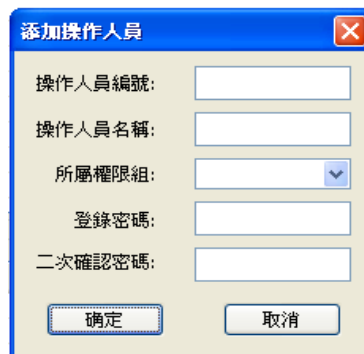 添加操作人員
操作人員編號:
操作人員名稱:
所屬權限組:
登錄密碼:
二次確認密碼:
确定 取消